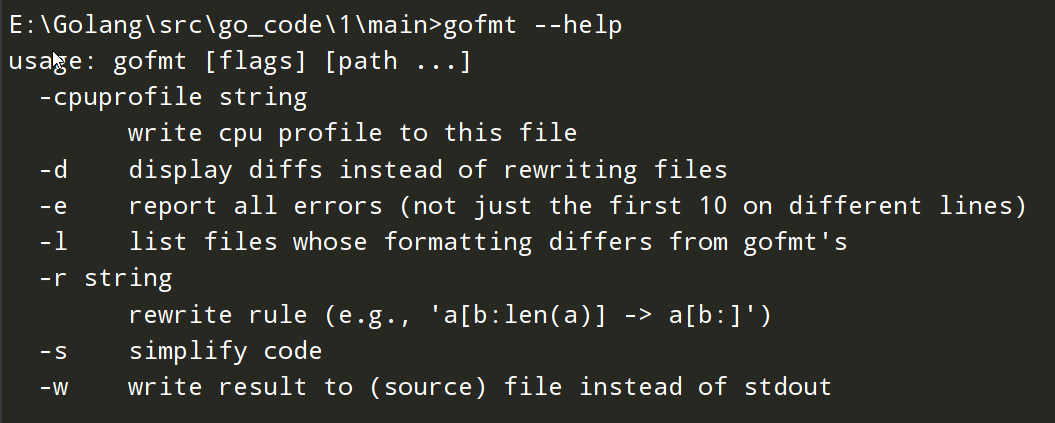 E:\Golang\src\go_code\1\main>gofmt --help
usage: gofmt [flags] [path ...]
  -cpuprofile string
        write cpu profile to this file
  -d    display diffs instead of rewriting files
  -e    report all errors (not just the first 10 on different lines)
  -l    list files whose formatting differs from gofmt's
  -r string
        rewrite rule (e.g., 'a[b:len(a)] -> a[b:]')
  -s    simplify code
  -w    write result to (source) file instead of stdout